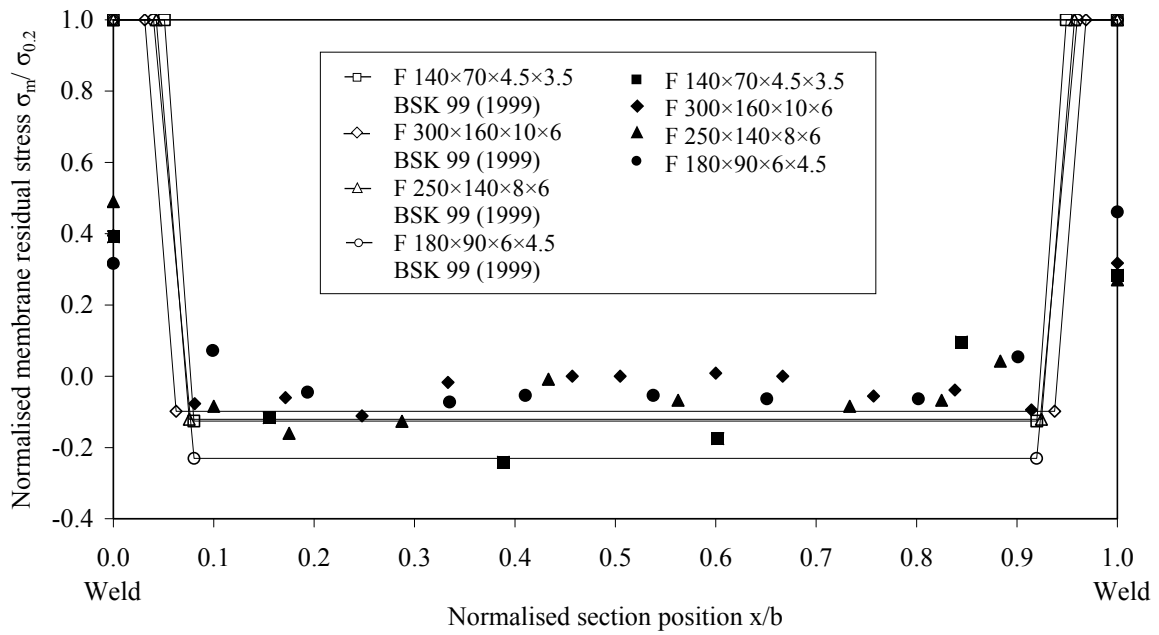 Normalised membrane residual stress σm/ σ0.2
1.0
0.8
0.6
0.4
0.2
0.0
-0.2
-0.4
F 140×70×4.5×3.5
BSK 99 (1999)
F 300×160×10×6
BSK 99 (1999)
F 250×140×8×6
BSK 99 (1999)
F 180×90×6×4.5
BSK 99 (1999)
F 140×70×4.5×3.5
F 300×160×10×6
F 250×140×8×6
F 180×90×6×4.5
0.0 0.1 0.2 0.3 0.4 0.5 0.6 0.7 0.8 0.9 1.0
Weld Weld
Normalised section position x/b